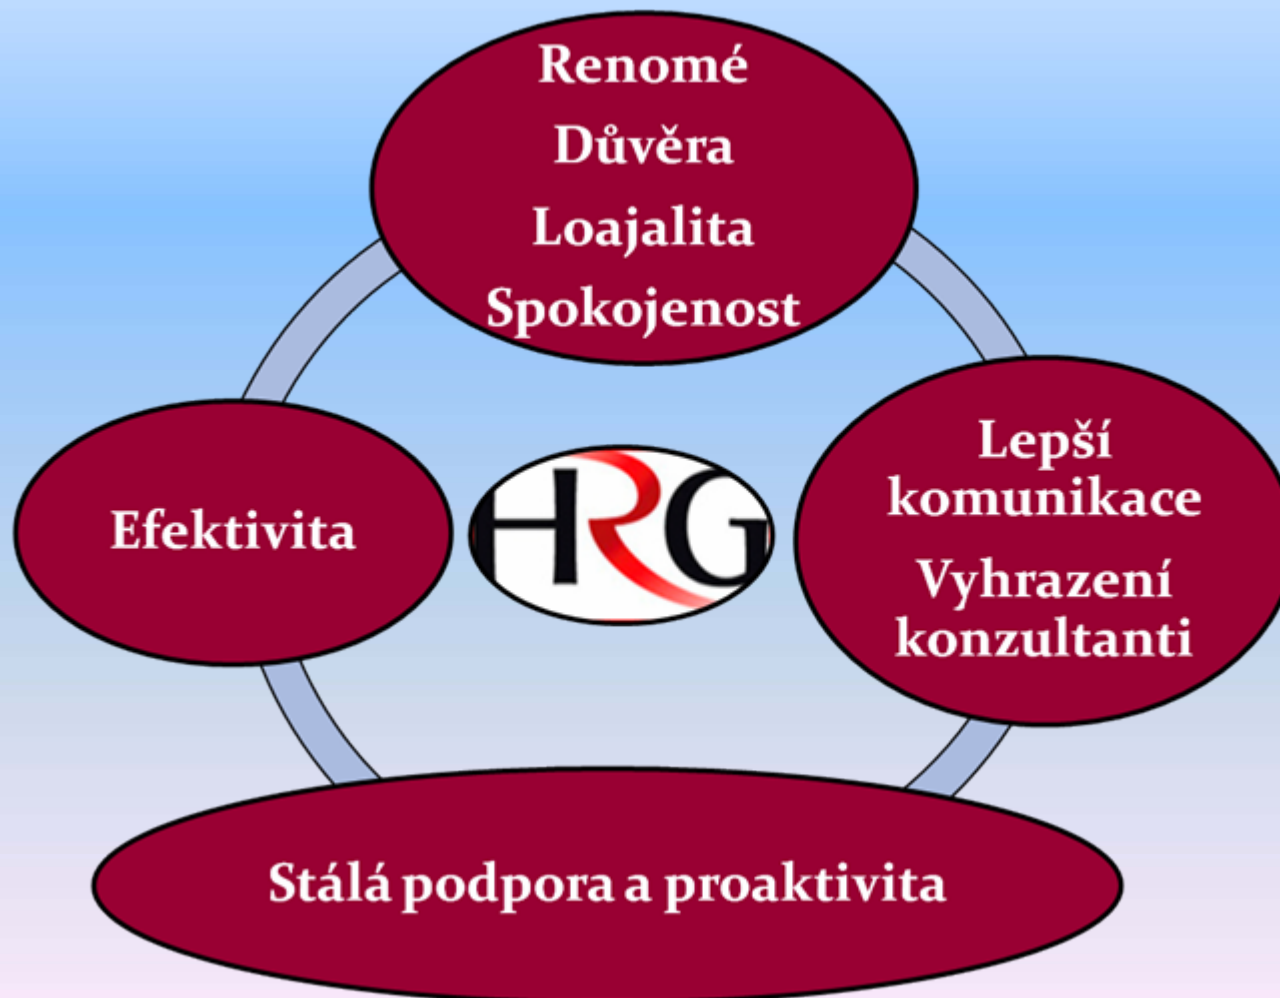 Renomé
Důvěra
Loajalita
Spokojenost
Efektivita
HRG
Lepší
komunikace
Vyhrazení
konzultanti
Stálá podpora a proaktivita